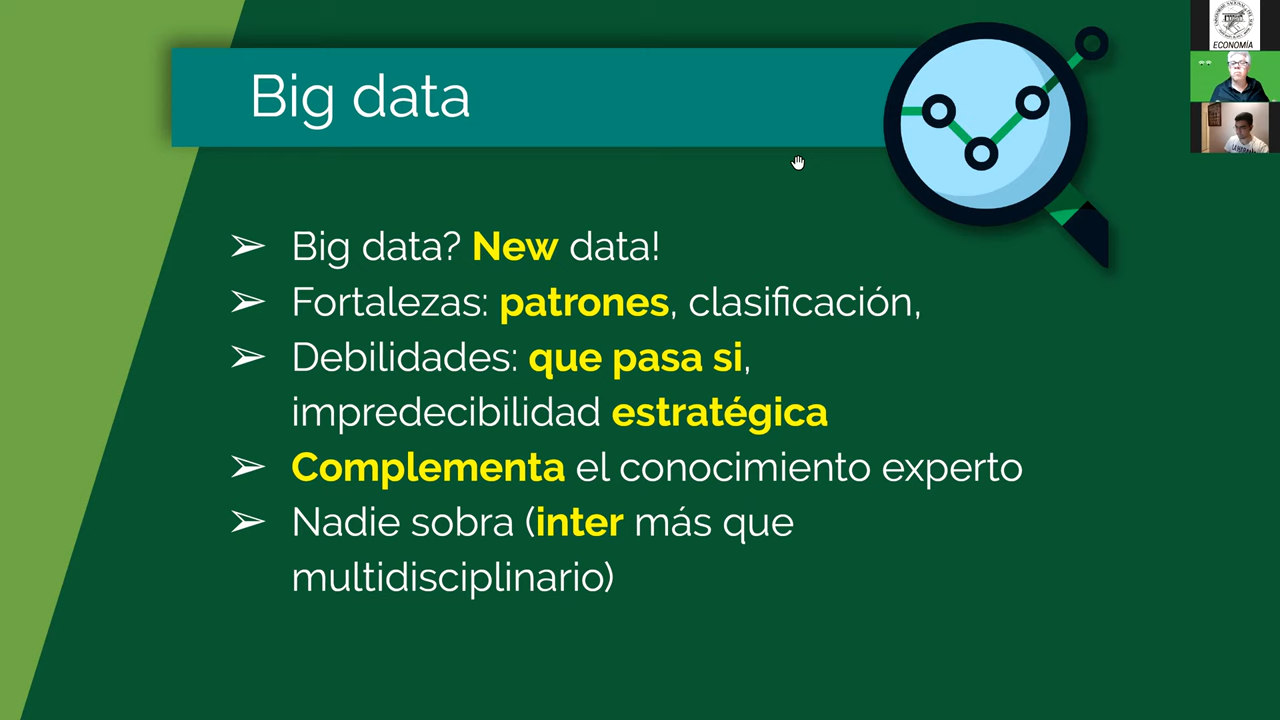 Big data
➢ Big data? New data!
➢ Fortalezas: patrones, clasificación,
➢ Debilidades: que pasa si,
impredecibilidad estratégica
➢ Complementa el conocimiento experto
➢ Nadie sobra (inter más que
multidisciplinario)
ECONOMÍA